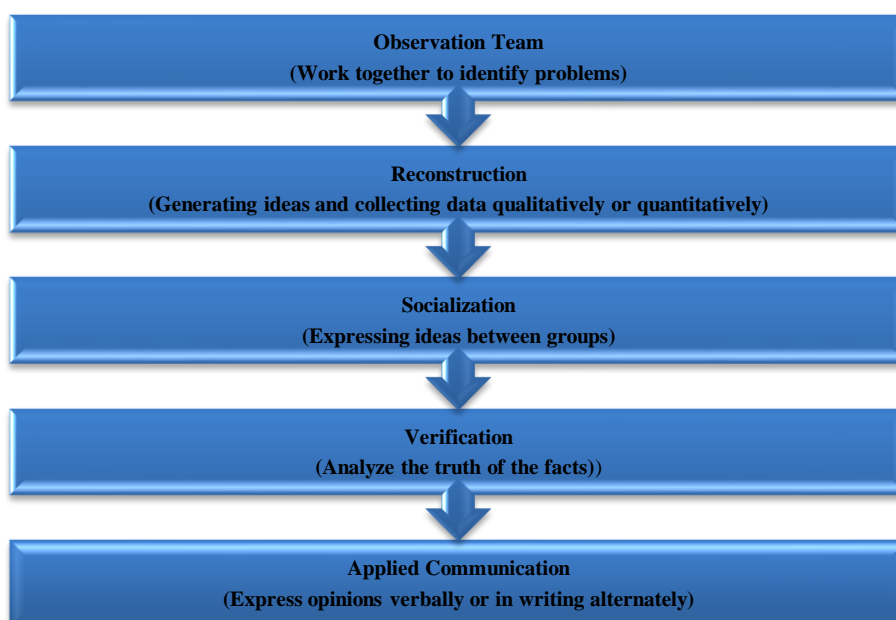 Observation Team
(Work together to identify problems)
Reconstruction
(Generating ideas and collecting data qualitatively or quantitatively)
Socialization
(Expressing ideas between groups)
Verification
(Analyze the truth of the facts))
Applied Communication
(Express opinions verbally or in writing alternately)